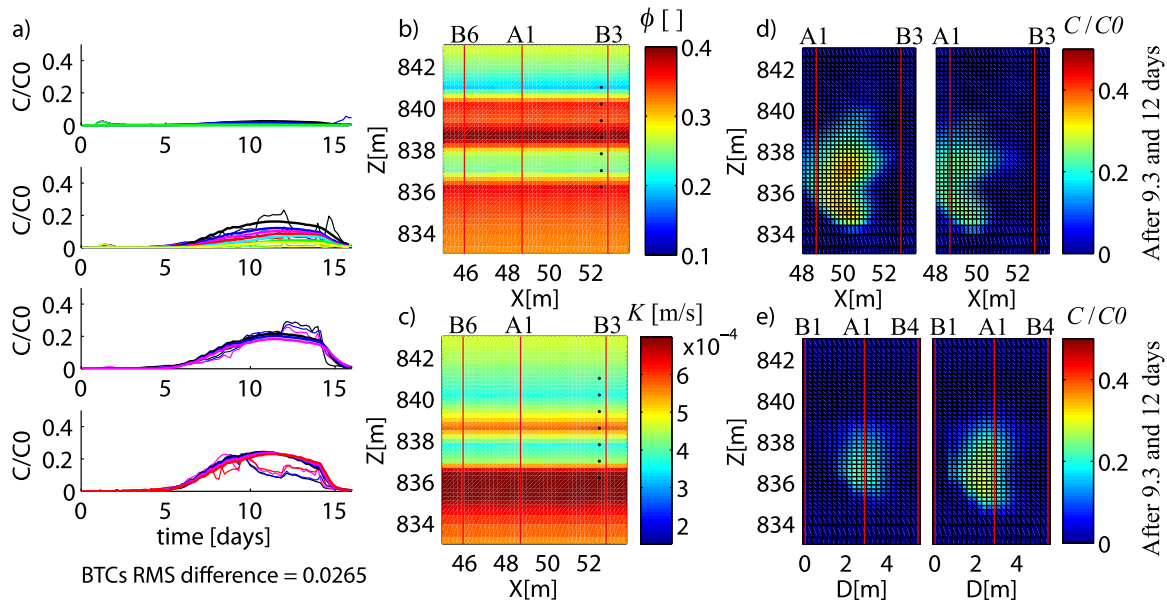 a)
C/C0
0.4
0.2
0
0 5 10 15
C/C0
0.4
0.2
0
0 5 10 15
C/C0
0.4
0.2
0
0 5 10 15
C/C0
0.4
0.2
0
0 5 10 15
time [days]
BTCs RMS difference = 0.0265
b)
ϕ [ ]
B6 A1 B3
Z[m]
842
840
838
836
834
46 48 50 52
X[m]
0.4
0.3
0.2
0.1
c)
K [m/s]
B6 A1 B3
x10⁻⁴
Z[m]
842
840
838
836
834
46 48 50 52
X[m]
6
5
4
3
2
d)
C/C0
A1 B3 A1 B3
Z[m]
842
840
838
836
834
48 50 52 48 50 52
X[m] X[m]
0.4
0.2
0
After 9.3 and 12 days
e)
C/C0
B1 A1 B4 B1 A1 B4
Z[m]
842
840
838
836
834
0 2 4 0 2 4
D[m] D[m]
0.4
0.2
0
After 9.3 and 12 days